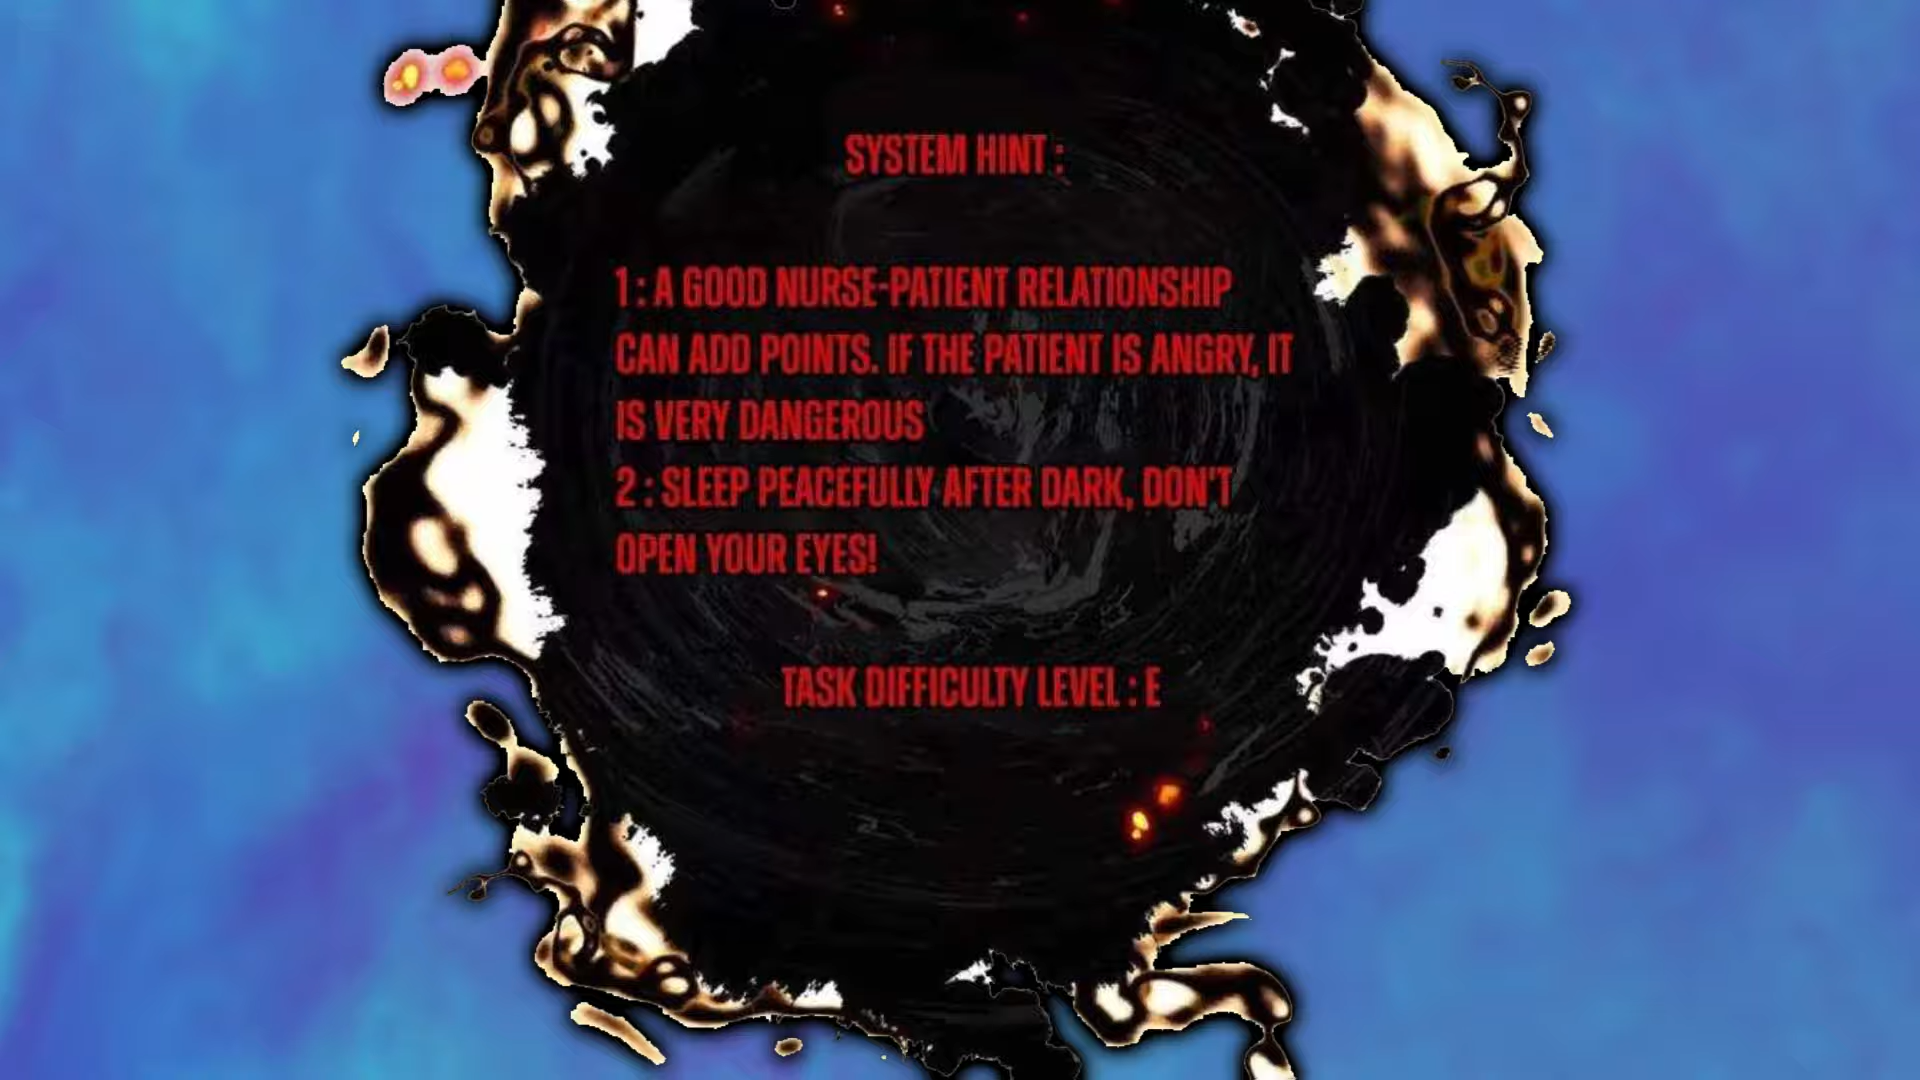 SYSTEM HINT :
1 : A GOOD NURSE-PATIENT RELATIONSHIP
CAN ADD POINTS. IF THE PATIENT IS ANGRY, IT
IS VERY DANGEROUS
2 : SLEEP PEACEFULLY AFTER DARK, DON'T
OPEN YOUR EYES!
TASK DIFFICULTY LEVEL : E